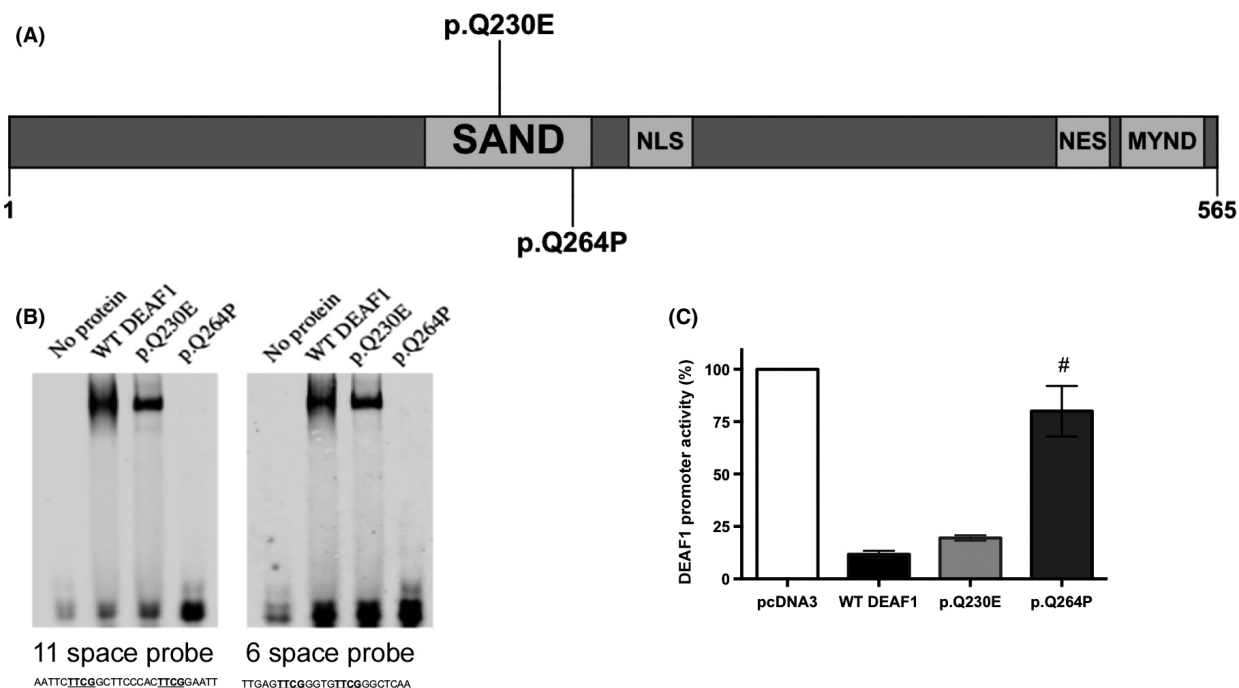 (A)
p.Q230E
SAND
NLS
NES
MYND
1
565
p.Q264P
(B)
No protein
WT DEAF1
p.Q230E
p.Q264P
No protein
WT DEAF1
p.Q230E
p.Q264P
11 space probe
6 space probe
AATTCTTCGGCTTCCCACTTCGGAATT
TTGAGTTCGGGTGTTCGGGCTCAA
(C)
DEAF1 promoter activity (%)
100
75
50
25
0
#
pcDNA3
WT DEAF1
p.Q230E
p.Q264P